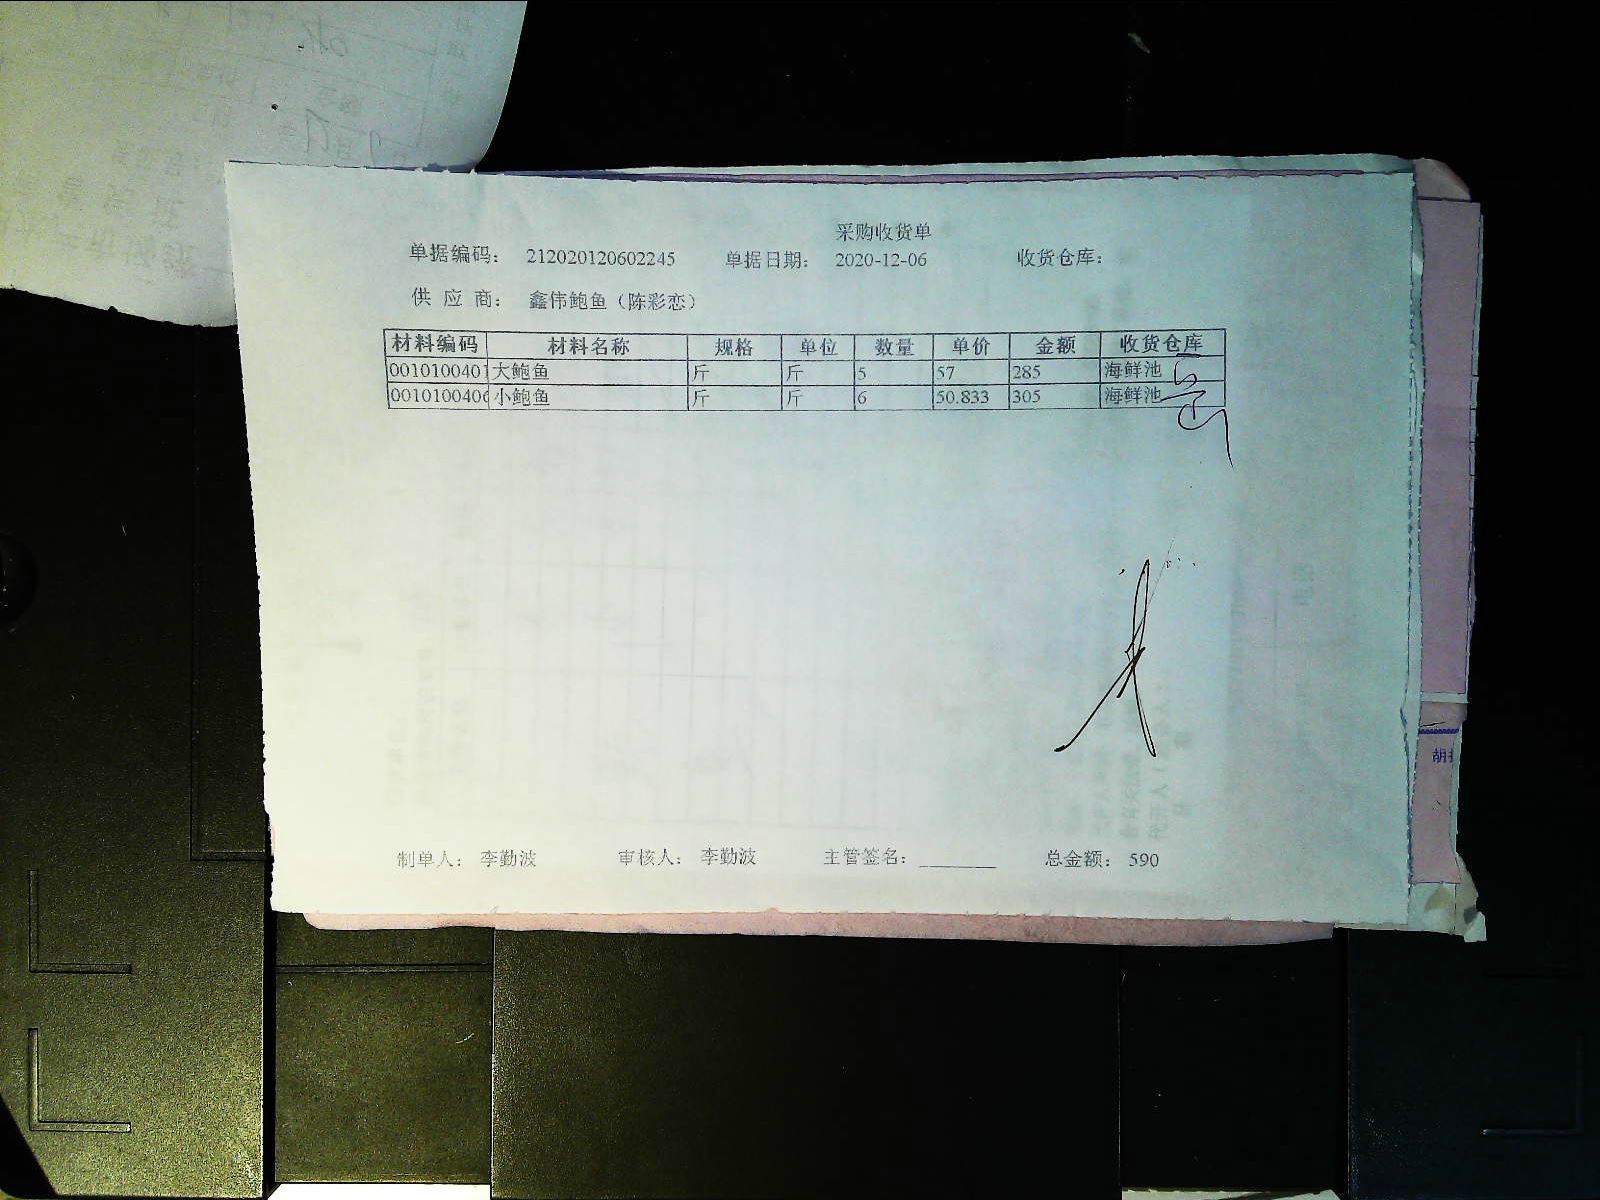 采购收货单
单据编码： 212020120602245 单据日期： 2020-12-06 收货仓库：
供 应 商： 鑫伟鲍鱼（陈彩恋）
材料编码 材料名称 规格 单位 数量 单价 金额 收货仓库
0010100401 大鲍鱼 斤 斤 5 57 285 海鲜池
0010100406 小鲍鱼 斤 斤 6 50.833 305 海鲜池
制单人： 李勤波 审核人： 李勤波 主管签名： ________ 总金额： 590